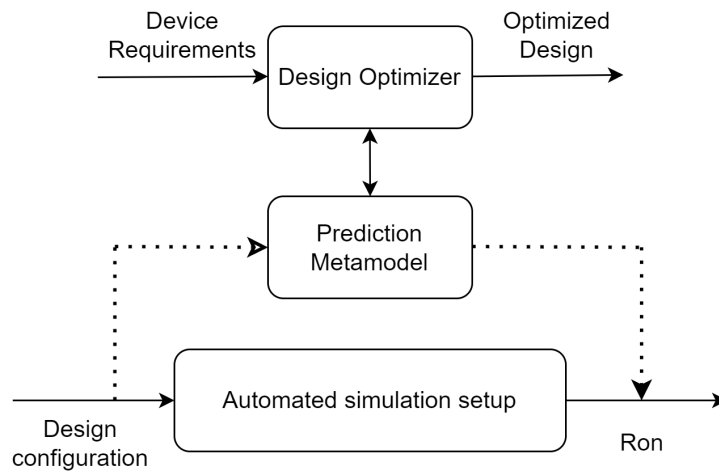 Device
Requirements
Design Optimizer
Optimized
Design
Prediction
Metamodel
Automated simulation setup
Design
configuration
Ron